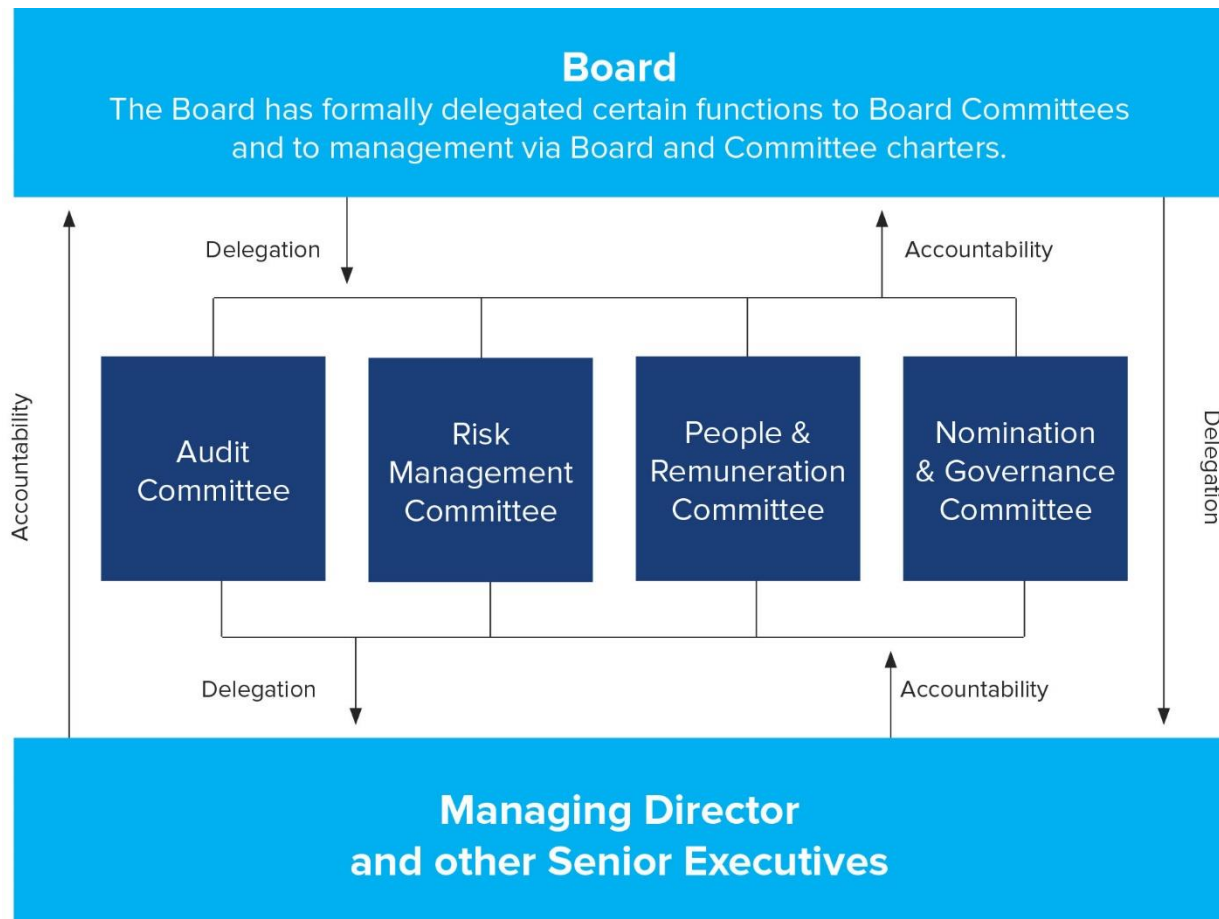 Board
The Board has formally delegated certain functions to Board Committees
and to management via Board and Committee charters.
Delegation
Accountability
Accountability
Audit
Committee
Risk
Management
Committee
People &
Remuneration
Committee
Nomination
& Governance
Committee
Delegation
Delegation
Accountability
Managing Director
and other Senior Executives